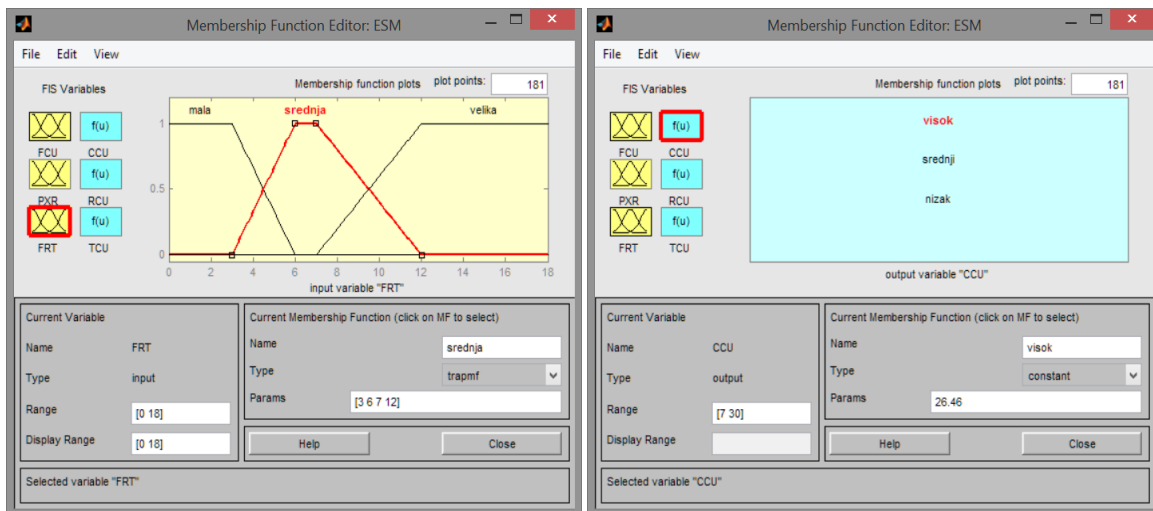 Membership Function Editor: ESM
File Edit View
FIS Variables
Membership function plots plot points: 181
f(u)
FCU CCU
f(u)
PXR RCU
f(u)
FRT TCU
mala srednja velika
1
0.5
0
0 2 4 6 8 10 12 14 16 18
input variable "FRT"
Current Variable
Name FRT
Type input
Range [0 18]
Display Range [0 18]
Current Membership Function (click on MF to select)
Name srednja
Type trapmf
Params [3 6 7 12]
Help Close
Selected variable "FRT"
Membership Function Editor: ESM
File Edit View
FIS Variables
Membership function plots plot points: 181
f(u)
FCU CCU
f(u)
PXR RCU
f(u)
FRT TCU
visok
srednji
nizak
output variable "CCU"
Current Variable
Name CCU
Type output
Range [7 30]
Display Range
Current Membership Function (click on MF to select)
Name visok
Type constant
Params 26.46
Help Close
Selected variable "CCU"